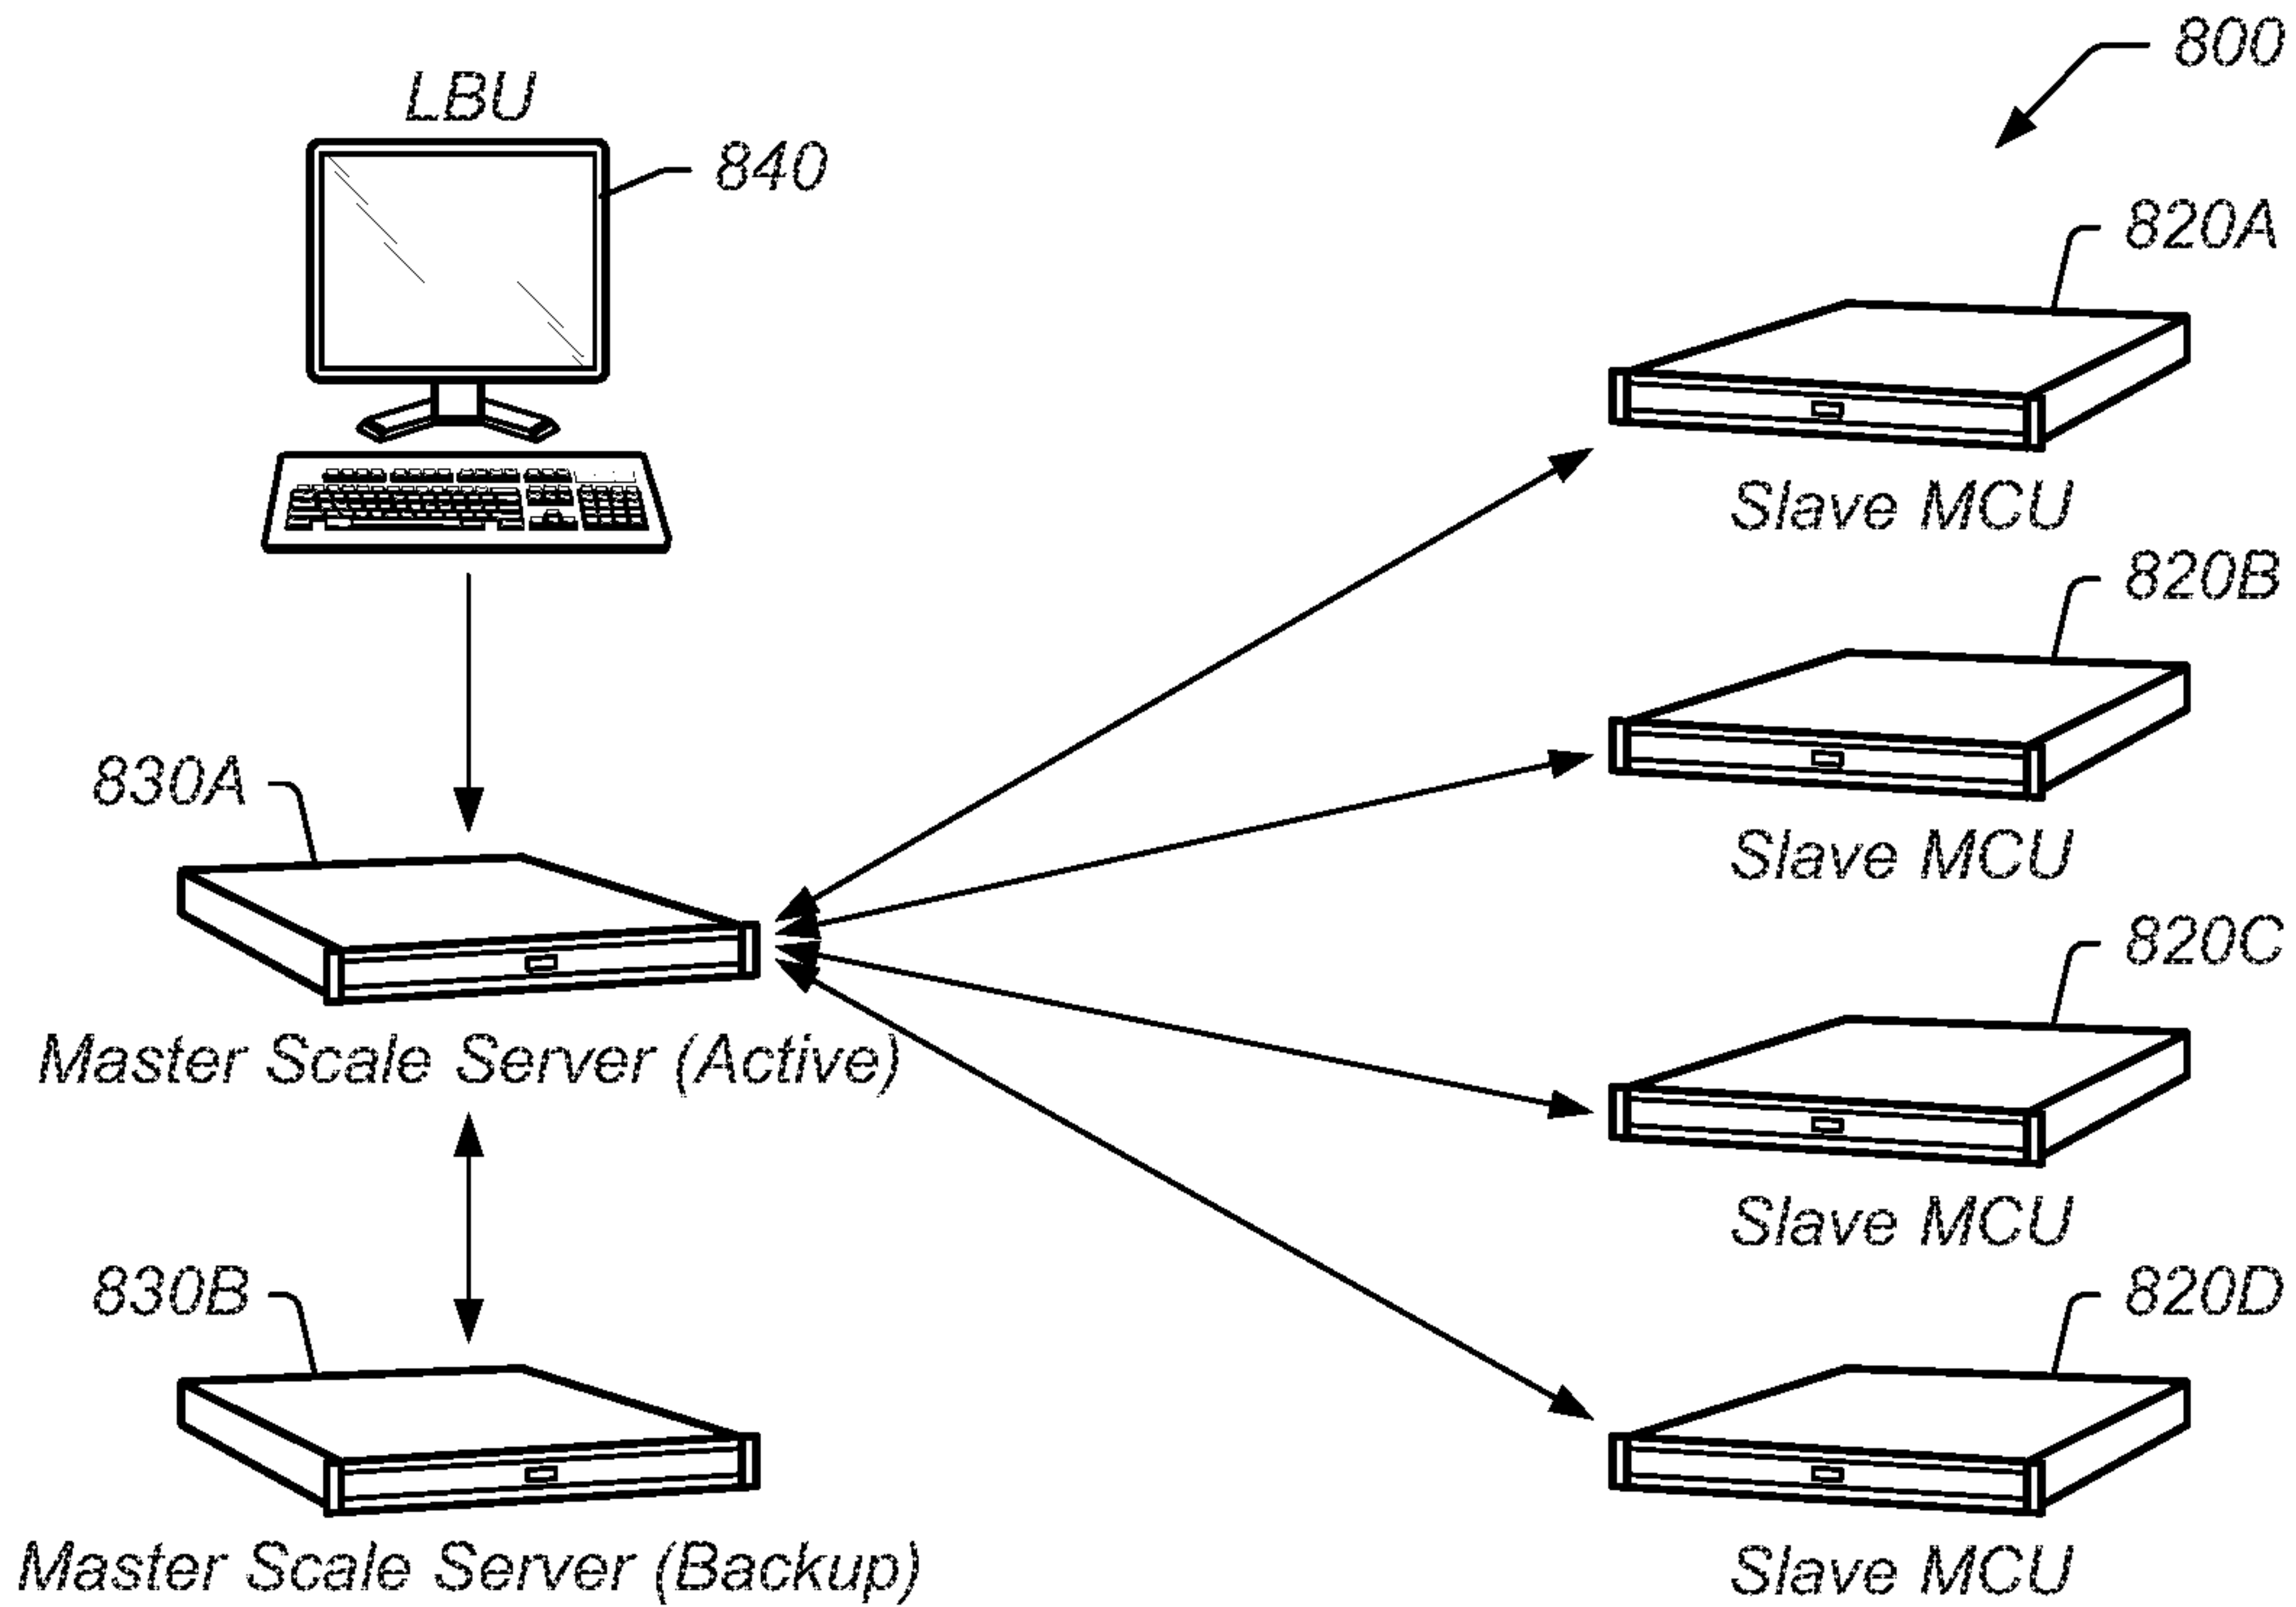 800
LBU
840
820A
Slave MCU
820B
830A
Slave MCU
820C
Master Scale Server (Active)
Slave MCU
830B
820D
Master Scale Server (Backup)
Slave MCU